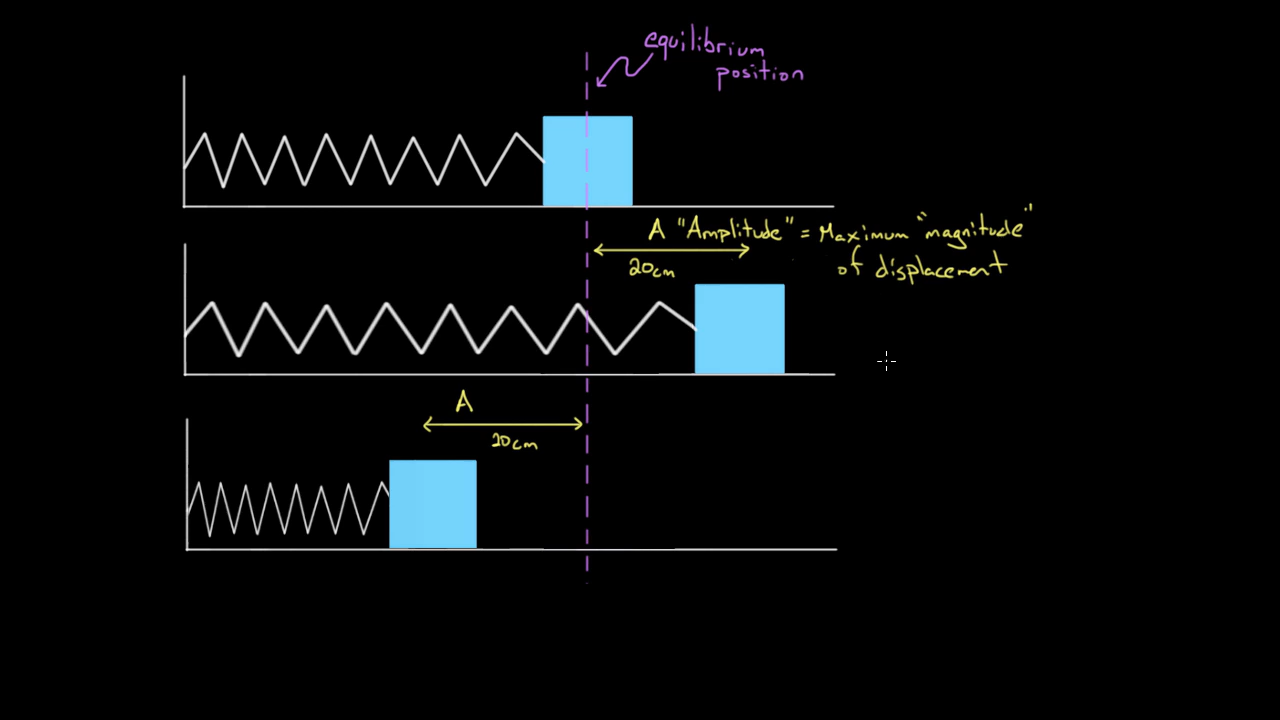 equilibrium
position
A "Amplitude" = Maximum "magnitude"
of displacement
20cm
A
20cm